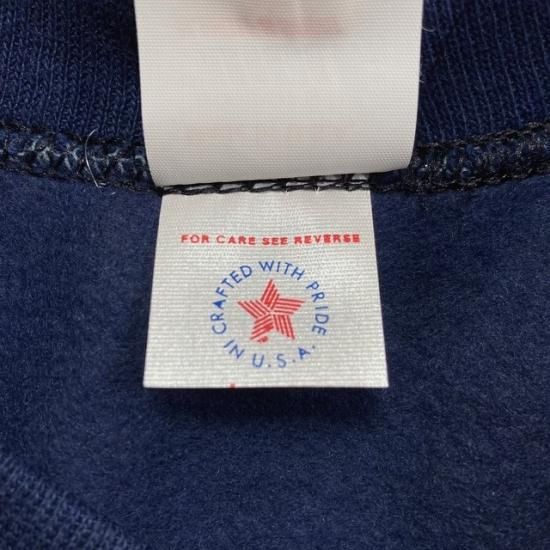 FOR CARE SEE REVERSE
CRAFTED WITH PRIDE
IN U.S.A.